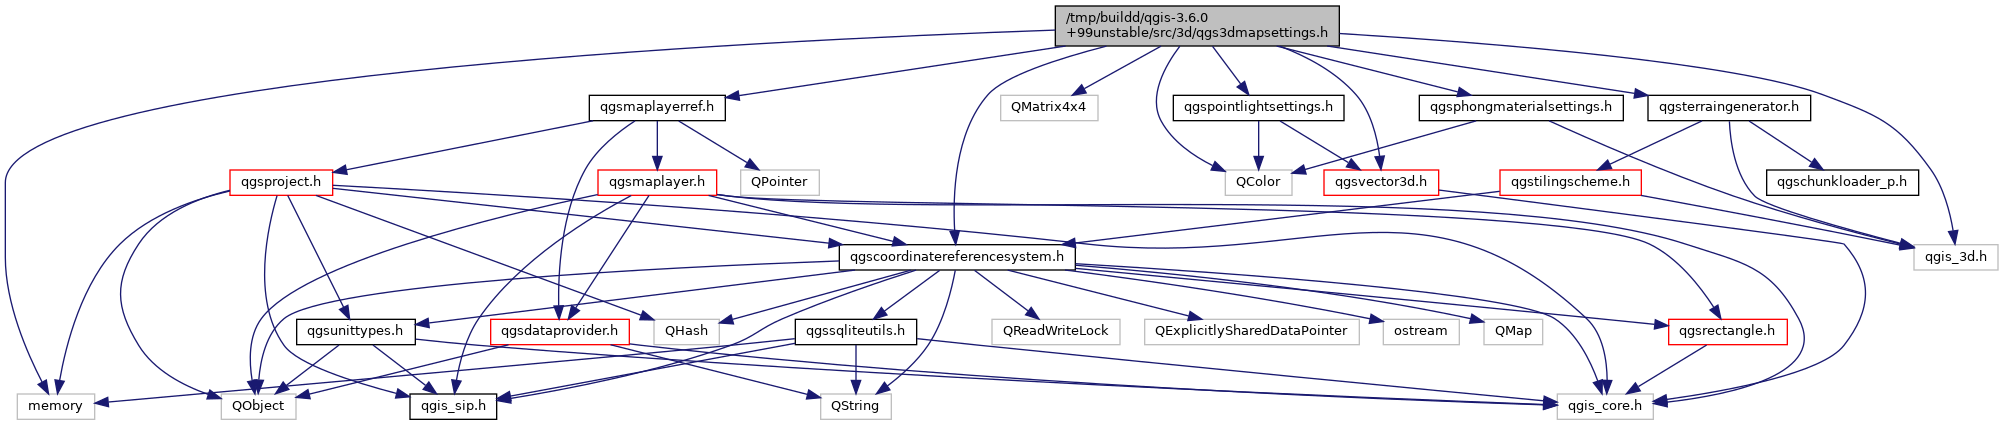 /tmp/buildd/qgis-3.6.0
+99unstable/src/3d/qgs3dmapsettings.h
qgsmaplayerref.h
QMatrix4x4
qgspointlightsettings.h
qgsphongmaterialsettings.h
qgsterraingenerator.h
qgsproject.h
qgsmaplayer.h
QPointer
QColor
qgsvector3d.h
qgstilingscheme.h
qgschunkloader_p.h
qgscoordinatereferencesystem.h
qgis_3d.h
qgsunittypes.h
qgsdataprovider.h
QHash
qgssqliteutils.h
QReadWriteLock
QExplicitlySharedDataPointer
ostream
QMap
qgsrectangle.h
memory
QObject
qgis_sip.h
QString
qgis_core.h